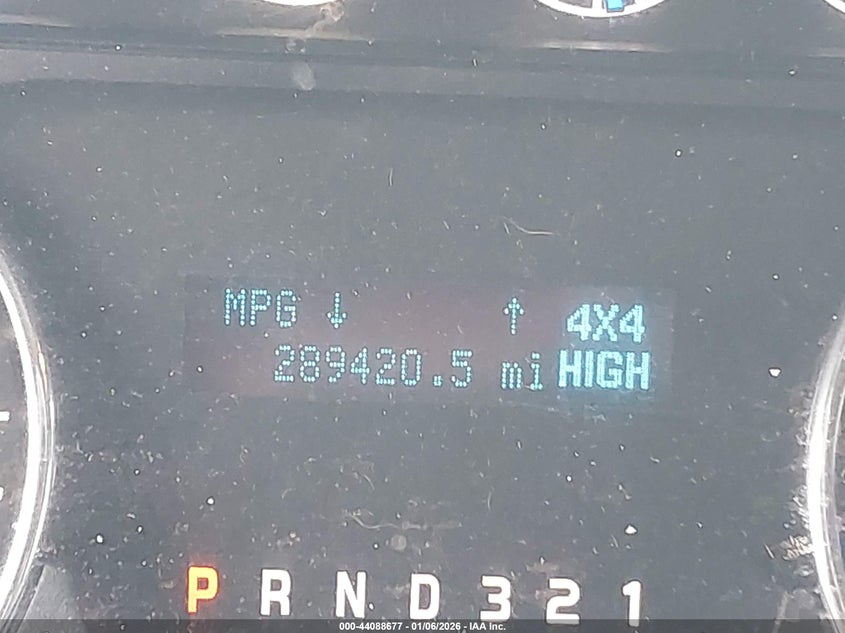 MPG ↓ ↑ 4X4
289420.5 mi HIGH
P R N D 3 2 1
000-44088677 - 01/06/2026 - IAA Inc.